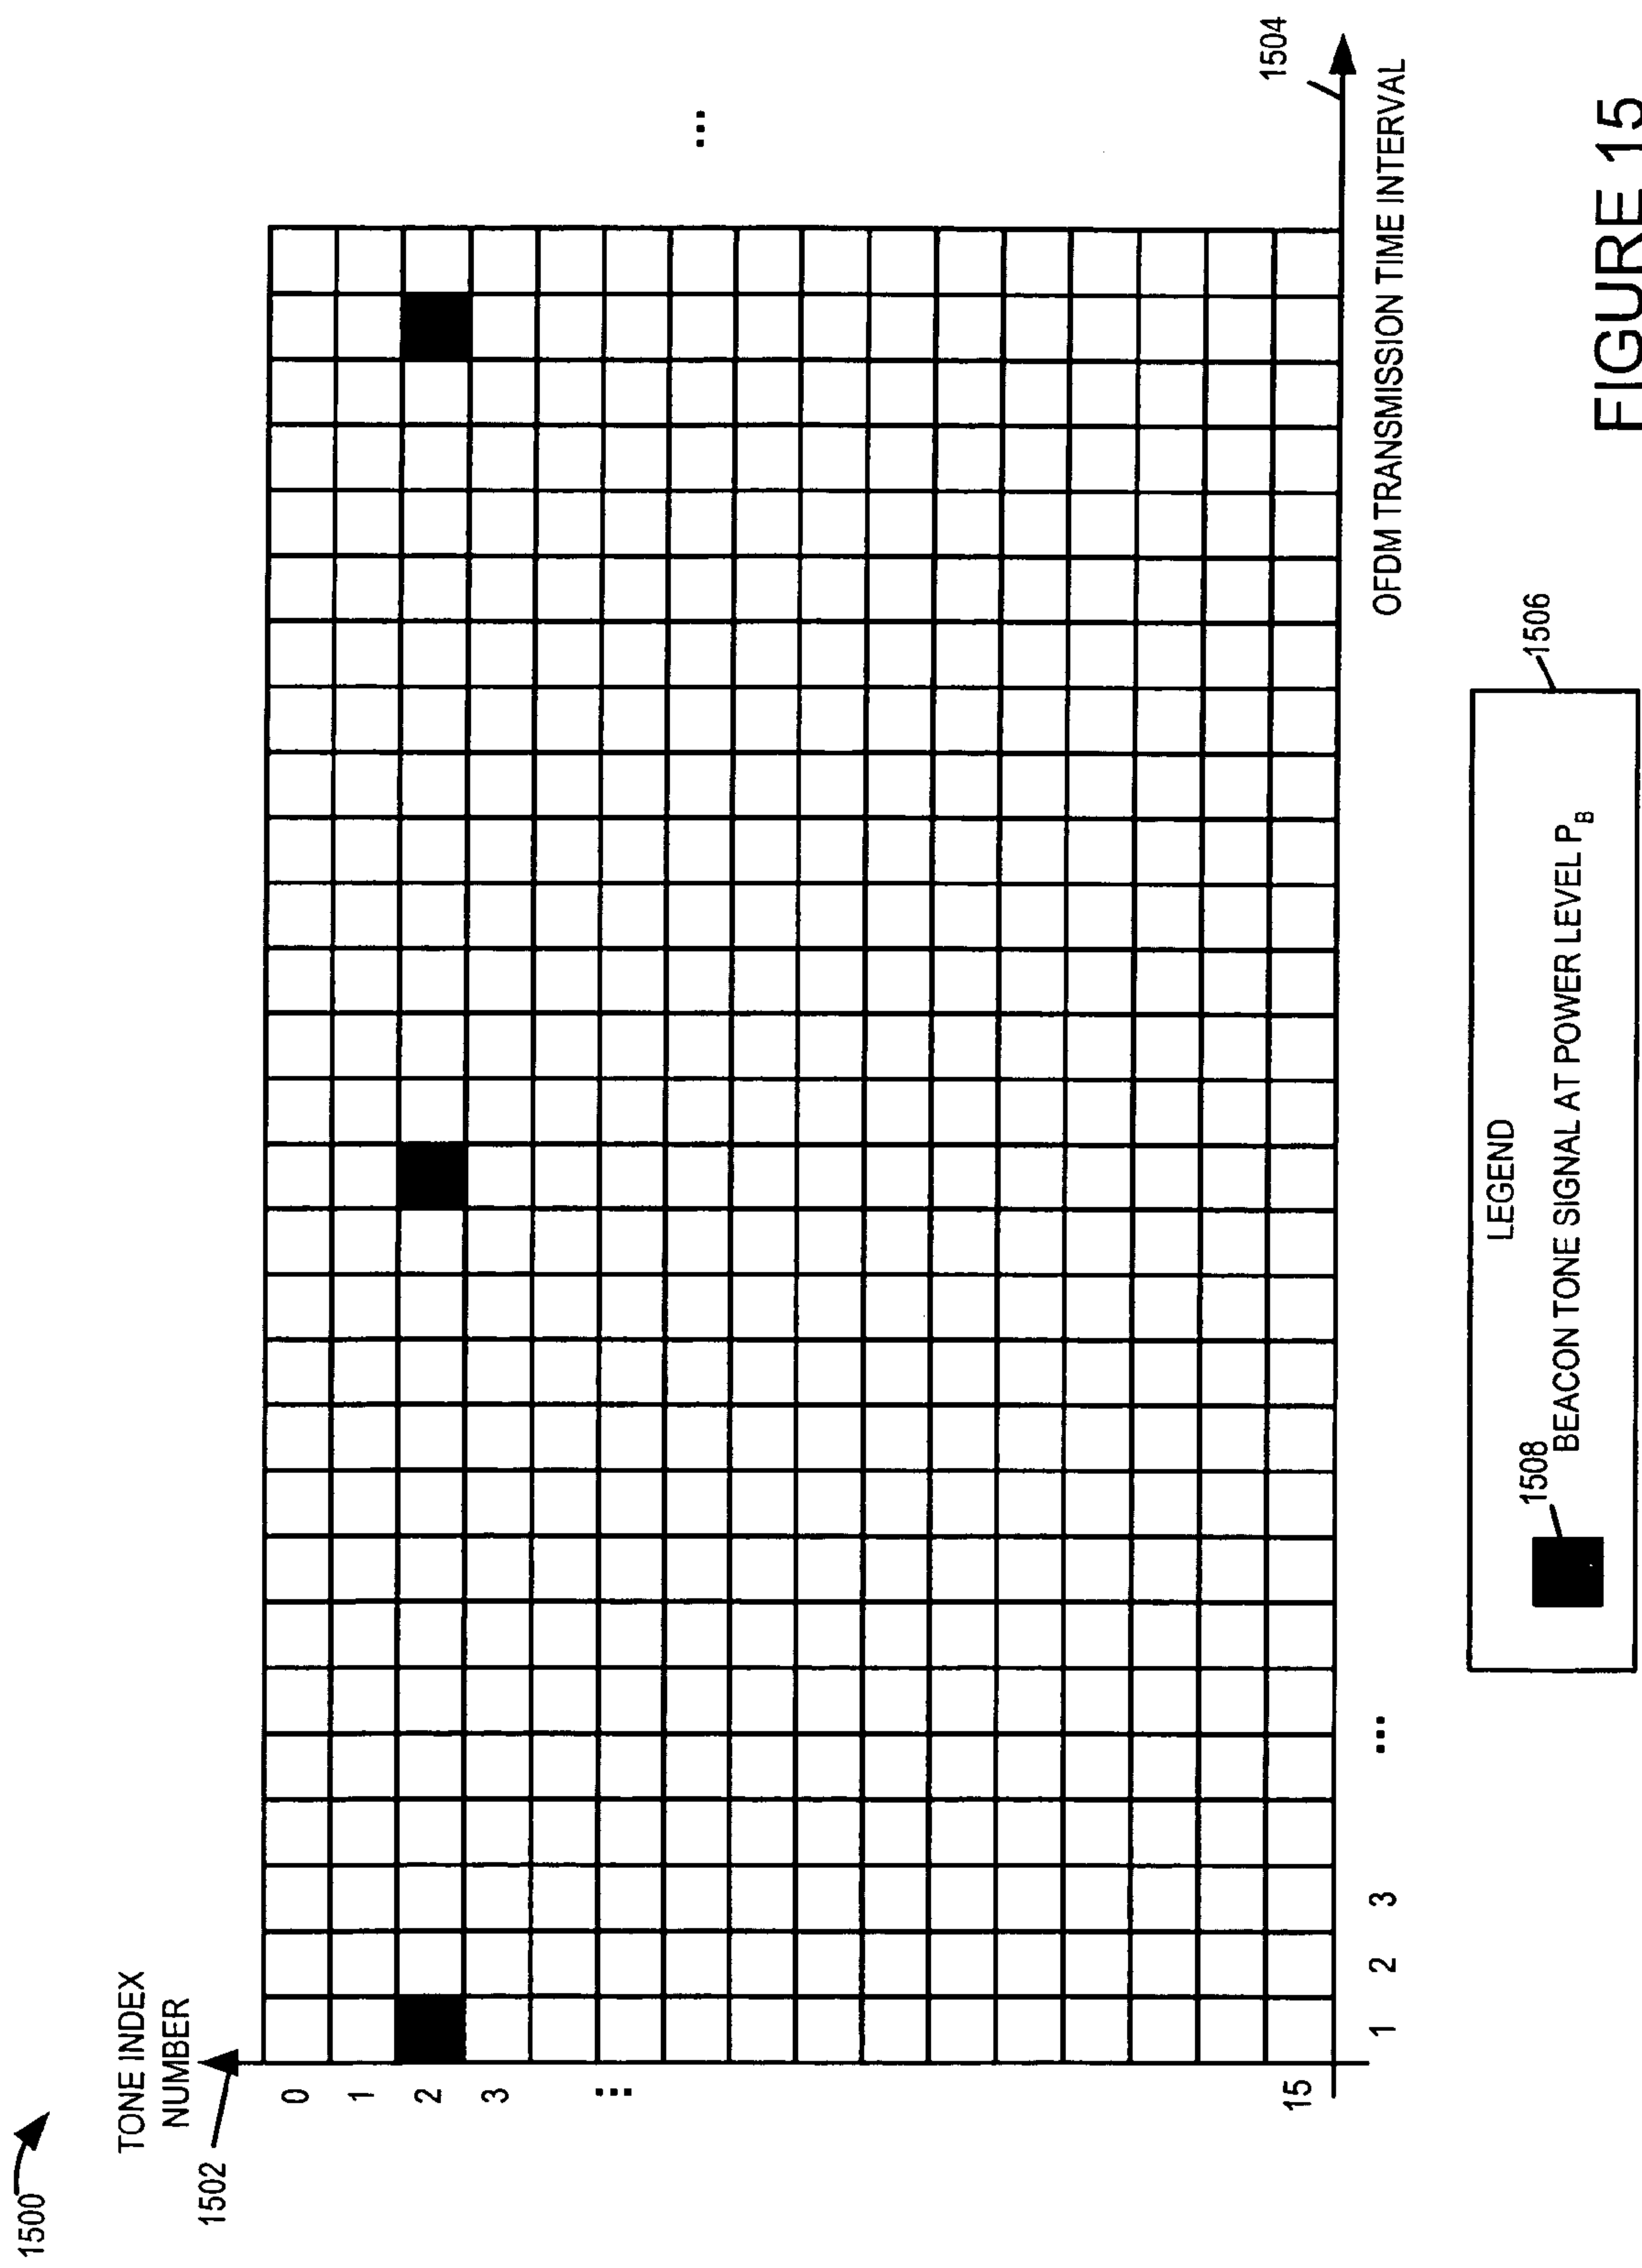 1500
TONE INDEX
NUMBER
1502
0
1
2
3
⋮
15
...
1 2 3 ...
1504
OFDM TRANSMISSION TIME INTERVAL
LEGEND
1506
1508
BEACON TONE SIGNAL AT POWER LEVEL PB
FIGURE 15